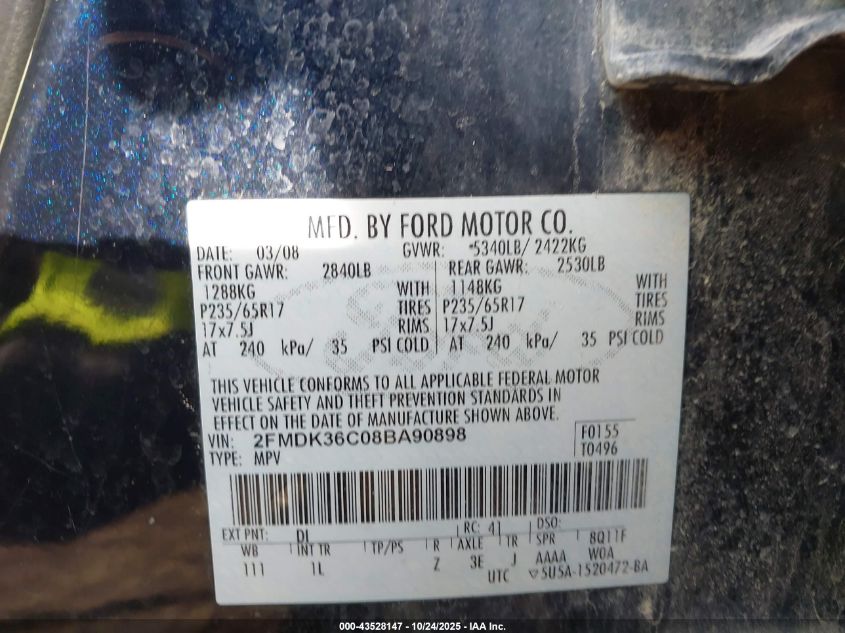 MFD. BY FORD MOTOR CO.
DATE: 03/08 GVWR: *5340LB/ 2422KG
FRONT GAWR: 2840LB REAR GAWR: 2530LB
1288KG WITH 1148KG WITH
P235/65R17 TIRES P235/65R17 TIRES
17x7.5J RIMS 17x7.5J RIMS
AT 240 kPa/ 35 PSI COLD AT 240 kPa/ 35 PSI COLD
THIS VEHICLE CONFORMS TO ALL APPLICABLE FEDERAL MOTOR
VEHICLE SAFETY AND THEFT PREVENTION STANDARDS IN
EFFECT ON THE DATE OF MANUFACTURE SHOWN ABOVE.
VIN: 2FMDK36C08BA90898 F0155
TYPE: MPV T0496
EXT PNT: DI RC: 41 DSO:
WB INT TR TP/PS R AXLE TR SPR 8Q11F
111 1L Z 3E J AAAA W0A
UTC ▽5U5A-1520472-BA
000-43528147 - 10/24/2025 - IAA Inc.